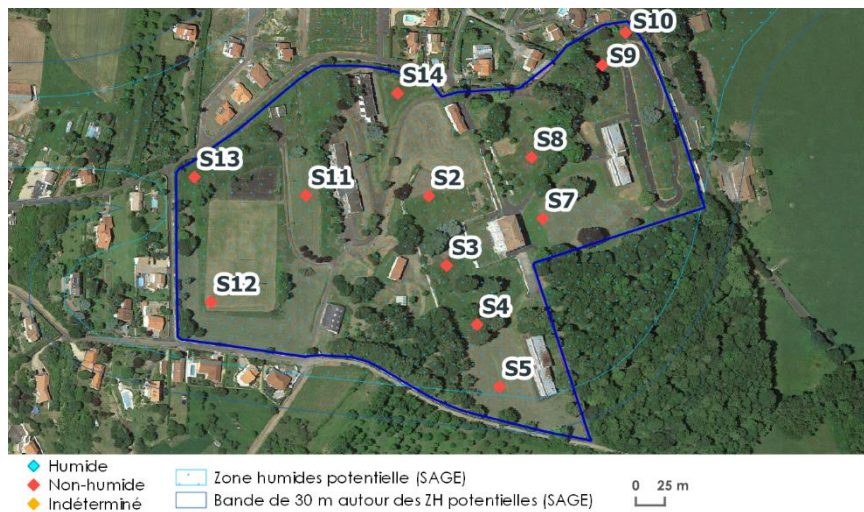 S10
S9
S14
S8
S13
S11
S2
S7
S3
S12
S4
S5
Humide
Non-humide
Indéterminé
Zone humides potentielle (SAGE)
Bande de 30 m autour des ZH potentielles (SAGE)
0 25 m